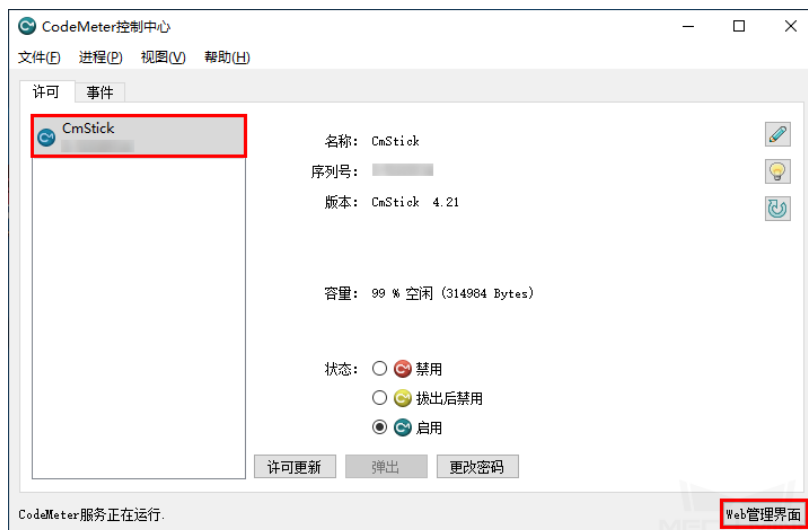 CodeMeter控制中心
文件(F) 进程(P) 视图(V) 帮助(H)
许可 事件
CmStick
名称: CmStick
序列号:
版本: CmStick 4.21
容量: 99 % 空闲 (314984 Bytes)
状态: 禁用
拔出后禁用
启用
许可更新 弹出 更改密码
CodeMeter服务正在运行. Web管理界面